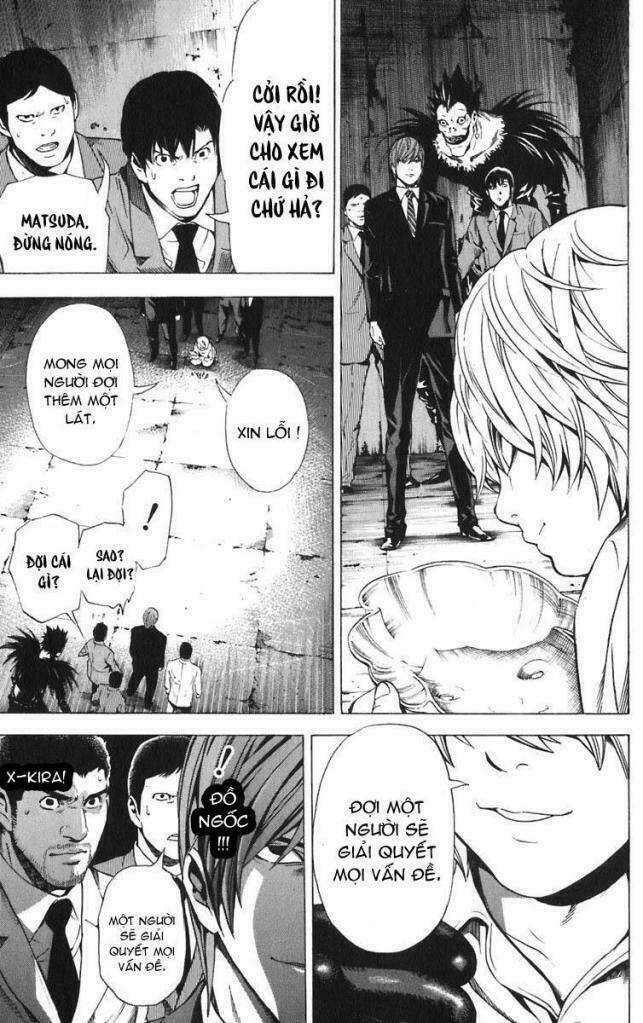 CỞI RỒI!
VẬY GIỜ
CHO XEM
CÁI GÌ ĐI
CHỨ HẢ?
MATSUDA,
ĐỪNG NÓNG.
XIN LỖI !
MONG MỌI
NGƯỜI ĐỢI
THÊM MỘT
LÁT.
!
SAO?
LẠI ĐỢI?
ĐỢI CÁI
GÌ?
ĐỢI MỘT
NGƯỜI SẼ
GIẢI QUYẾT
MỌI VẤN ĐỀ.
!
ĐỒ
NGỐC
!!!
X-KIRA!
MỘT NGƯỜI
SẼ GIẢI
QUYẾT MỌI
VẤN ĐỀ.